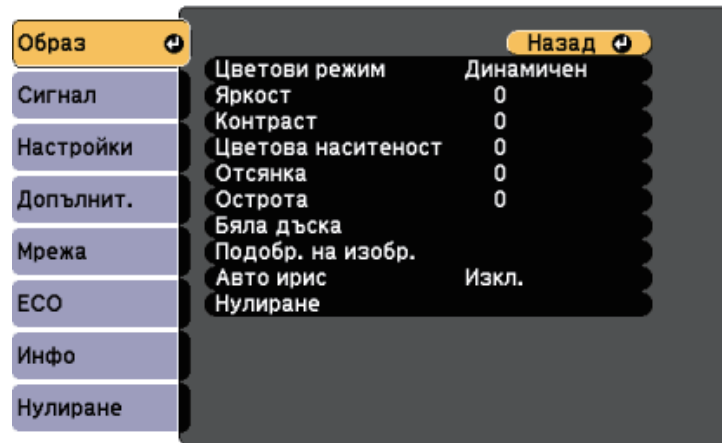 Образ
Сигнал
Настройки
Допълнит.
Мрежа
ECO
Инфо
Нулиране
Назад
Цветови режим Динамичен
Яркост 0
Контраст 0
Цветова наситеност 0
Отсянка 0
Острота 0
Бяла дъска
Подобр. на изобр.
Авто ирис Изкл.
Нулиране